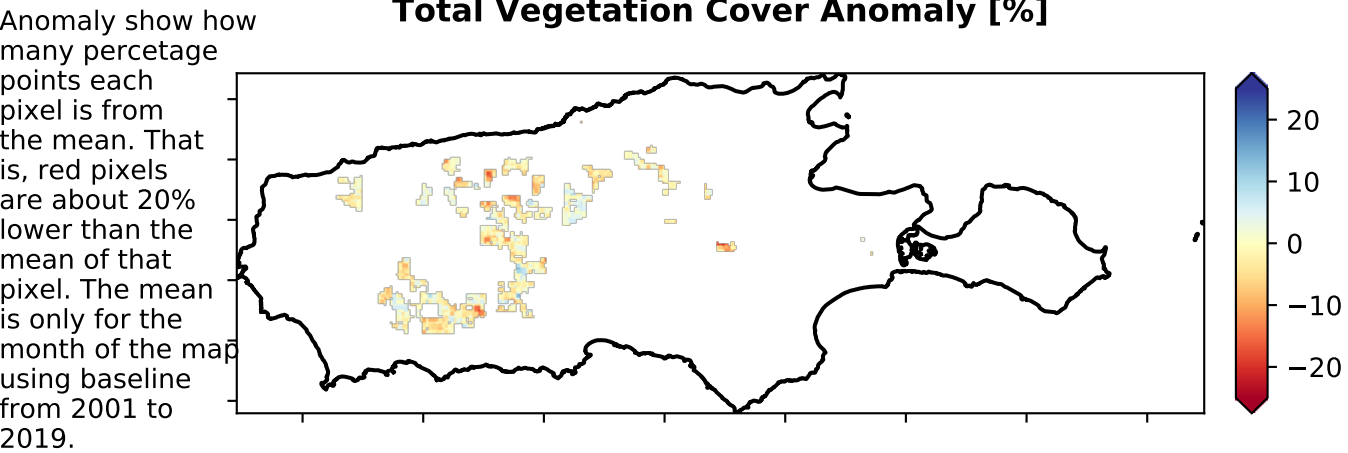 Total Vegetation Cover Anomaly [%]
Anomaly show how
many percetage
points each
pixel is from
the mean. That
is, red pixels
are about 20%
lower than the
mean of that
pixel. The mean
is only for the
month of the map
using baseline
from 2001 to
2019.
20
10
0
−10
−20